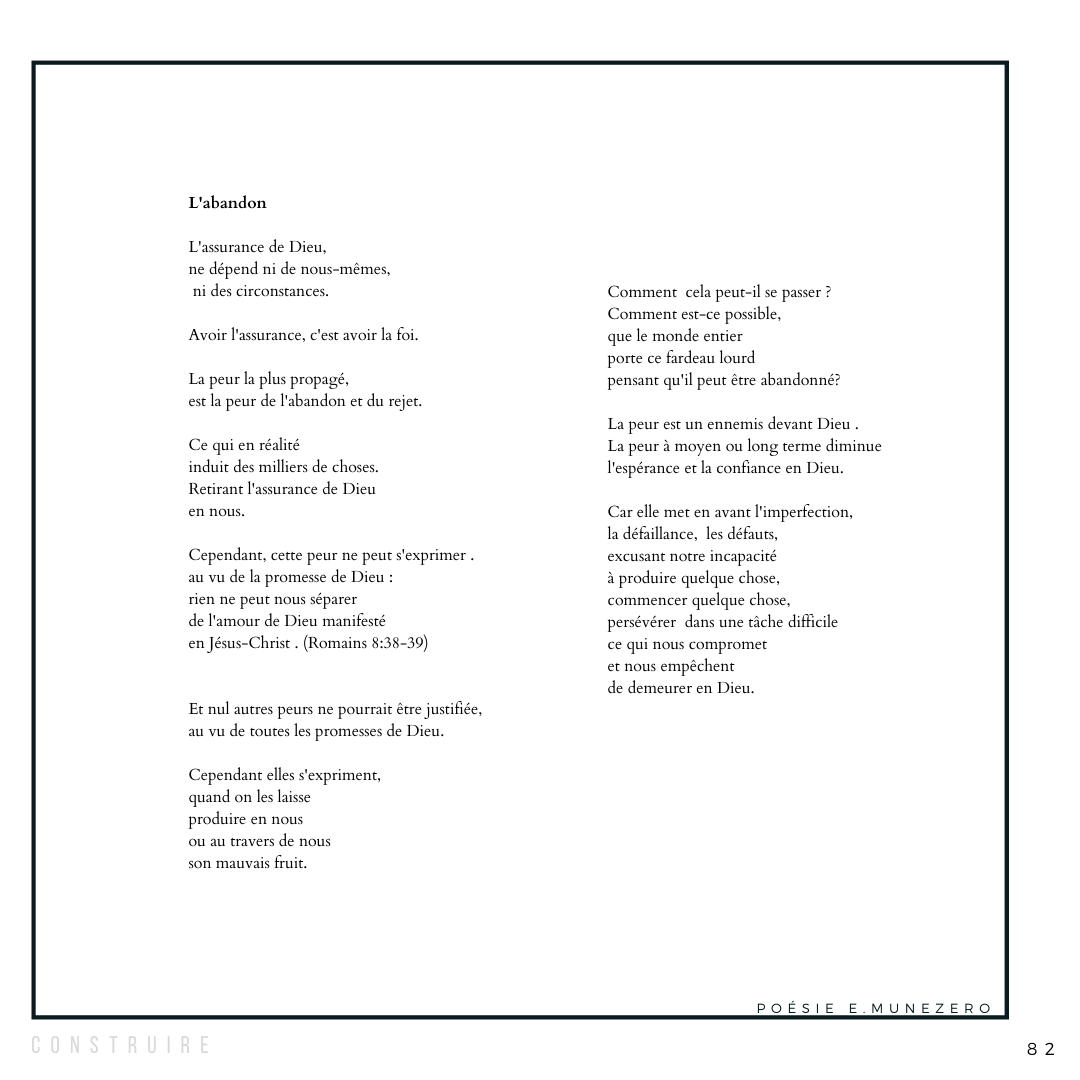 L'abandon
L'assurance de Dieu,
ne dépend ni de nous-mêmes,
ni des circonstances.
Avoir l'assurance, c'est avoir la foi.
La peur la plus propagé,
est la peur de l'abandon et du rejet.
Ce qui en réalité
induit des milliers de choses.
Retirant l'assurance de Dieu
en nous.
Cependant, cette peur ne peut s'exprimer .
au vu de la promesse de Dieu :
rien ne peut nous séparer
de l'amour de Dieu manifesté
en Jésus-Christ . (Romains 8:38-39)
Et nul autres peurs ne pourrait être justifiée,
au vu de toutes les promesses de Dieu.
Cependant elles s'expriment,
quand on les laisse
produire en nous
ou au travers de nous
son mauvais fruit.
Comment  cela peut-il se passer ?
Comment est-ce possible,
que le monde entier
porte ce fardeau lourd
pensant qu'il peut être abandonné?
La peur est un ennemis devant Dieu .
La peur à moyen ou long terme diminue
l'espérance et la confiance en Dieu.
Car elle met en avant l'imperfection,
la défaillance,  les défauts,
excusant notre incapacité
à produire quelque chose,
commencer quelque chose,
persévérer  dans une tâche difficile
ce qui nous compromet
et nous empêchent
de demeurer en Dieu.
POÉSIE E.MUNEZERO
CONSTRUIRE
82